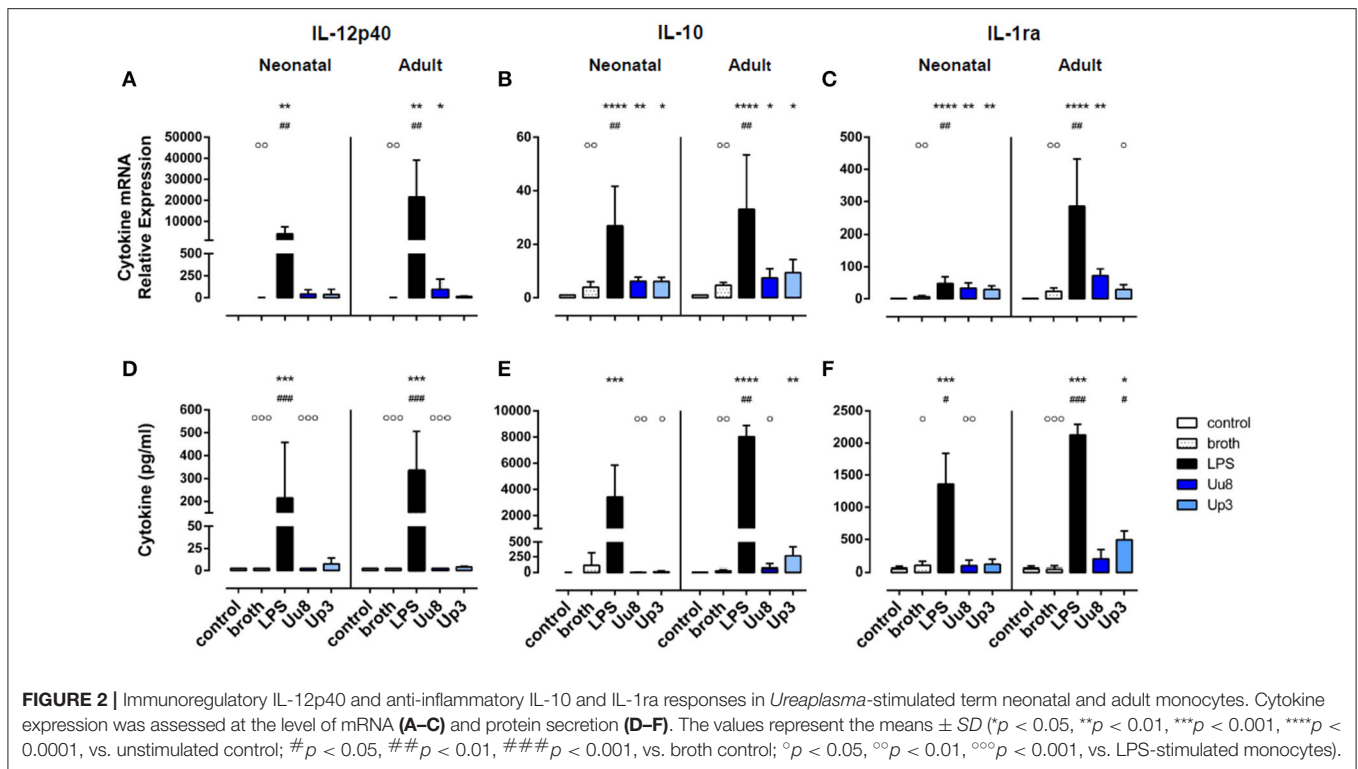 IL-12p40 IL-10 IL-1ra
Neonatal Adult Neonatal Adult Neonatal Adult
A B C
** ** * **** ** * **** * * **** ** ** **** **
## ## ## ## ## ##
°° °° °° °° °° °° °
Cytokine mRNA
Relative Expression
50000
40000
30000
20000
10000
500
250
0
60
40
20
0
500
400
300
200
100
0
D E F
*** *** *** **** ** *** *** *
### ### ## # ### #
°°° °°° °°° °°° °° ° °° ° ° °° °°°
Cytokine (pg/ml)
600
500
400
300
200
50
25
0
10000
8000
6000
4000
2000
500
250
0
2500
2000
1500
1000
500
0
control broth LPS Uu8 Up3 control broth LPS Uu8 Up3 control broth LPS Uu8 Up3 control broth LPS Uu8 Up3 control broth LPS Uu8 Up3 control broth LPS Uu8 Up3
control
broth
LPS
Uu8
Up3
FIGURE 2 | Immunoregulatory IL-12p40 and anti-inflammatory IL-10 and IL-1ra responses in Ureaplasma-stimulated term neonatal and adult monocytes. Cytokine
expression was assessed at the level of mRNA (A–C) and protein secretion (D–F). The values represent the means ± SD (*p < 0.05, **p < 0.01, ***p < 0.001, ****p <
0.0001, vs. unstimulated control; #p < 0.05, ##p < 0.01, ###p < 0.001, vs. broth control; °p < 0.05, °°p < 0.01, °°°p < 0.001, vs. LPS-stimulated monocytes).